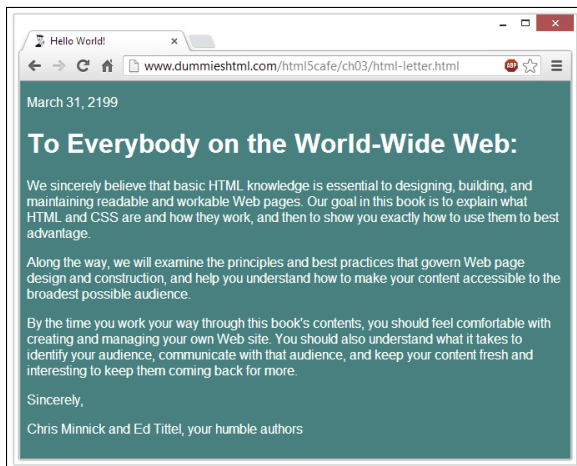 Hello World!
www.dummieshtml.com/html5cafe/ch03/html-letter.html
ABP
March 31, 2199
To Everybody on the World-Wide Web:
We sincerely believe that basic HTML knowledge is essential to designing, building, and
maintaining readable and workable Web pages. Our goal in this book is to explain what
HTML and CSS are and how they work, and then to show you exactly how to use them to best
advantage.
Along the way, we will examine the principles and best practices that govern Web page
design and construction, and help you understand how to make your content accessible to the
broadest possible audience.
By the time you work your way through this book's contents, you should feel comfortable with
creating and managing your own Web site. You should also understand what it takes to
identify your audience, communicate with that audience, and keep your content fresh and
interesting to keep them coming back for more.
Sincerely,
Chris Minnick and Ed Tittel, your humble authors